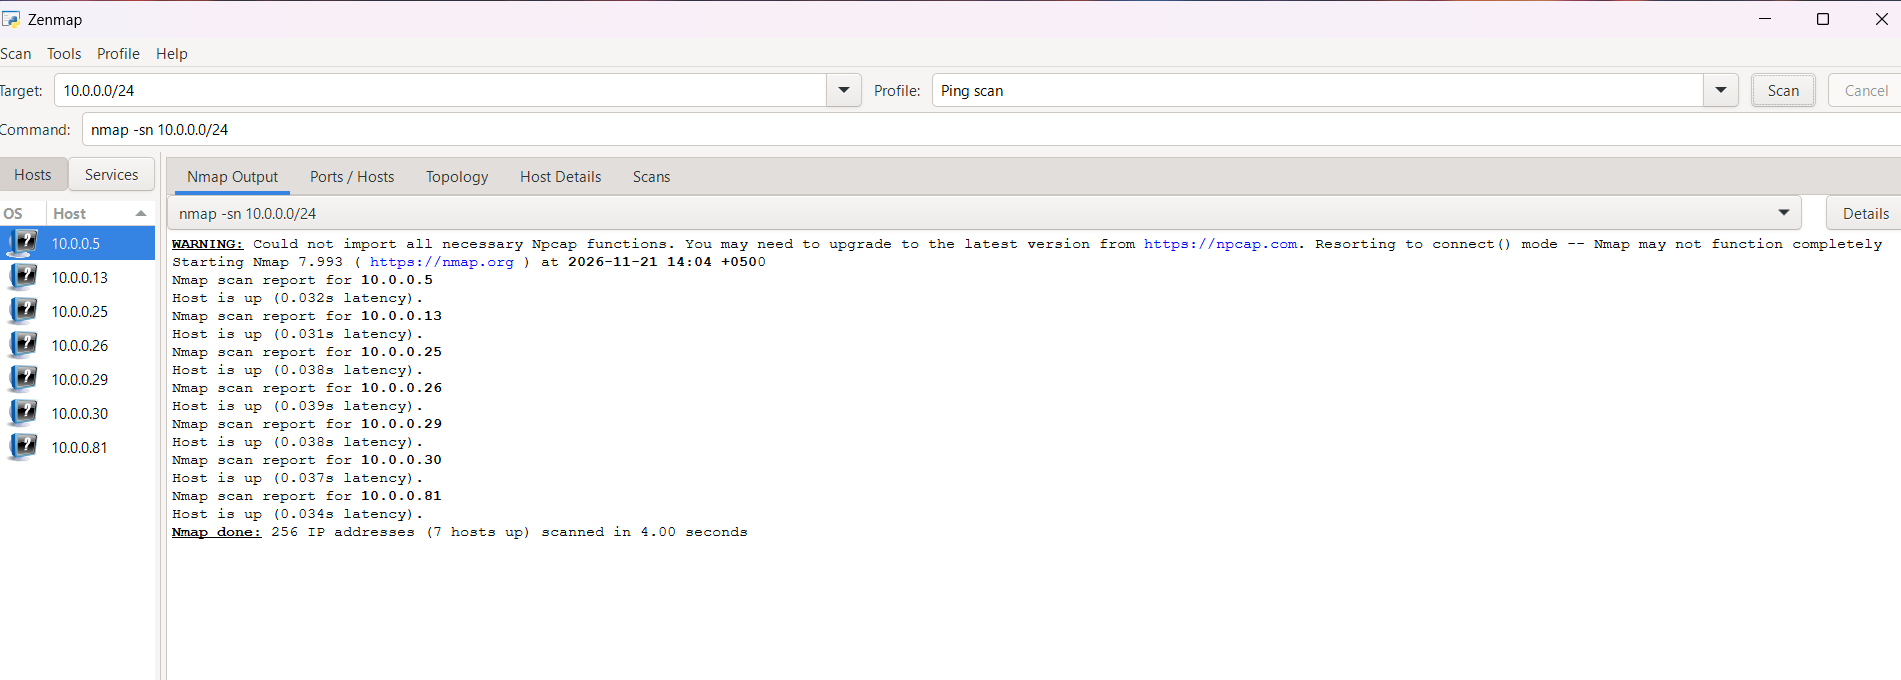 Zenmap
Scan Tools Profile Help
Target: 10.0.0.0/24 Profile: Ping scan Scan Cancel
Command: nmap -sn 10.0.0.0/24
Hosts Services Nmap Output Ports / Hosts Topology Host Details Scans
OS Host nmap -sn 10.0.0.0/24 Details
10.0.0.5
10.0.0.13
10.0.0.25
10.0.0.26
10.0.0.29
10.0.0.30
10.0.0.81
WARNING: Could not import all necessary Npcap functions. You may need to upgrade to the latest version from https://npcap.com. Resorting to connect() mode -- Nmap may not function completely
Starting Nmap 7.993 ( https://nmap.org ) at 2026-11-21 14:04 +0500
Nmap scan report for 10.0.0.5
Host is up (0.032s latency).
Nmap scan report for 10.0.0.13
Host is up (0.031s latency).
Nmap scan report for 10.0.0.25
Host is up (0.038s latency).
Nmap scan report for 10.0.0.26
Host is up (0.039s latency).
Nmap scan report for 10.0.0.29
Host is up (0.038s latency).
Nmap scan report for 10.0.0.30
Host is up (0.037s latency).
Nmap scan report for 10.0.0.81
Host is up (0.034s latency).
Nmap done: 256 IP addresses (7 hosts up) scanned in 4.00 seconds